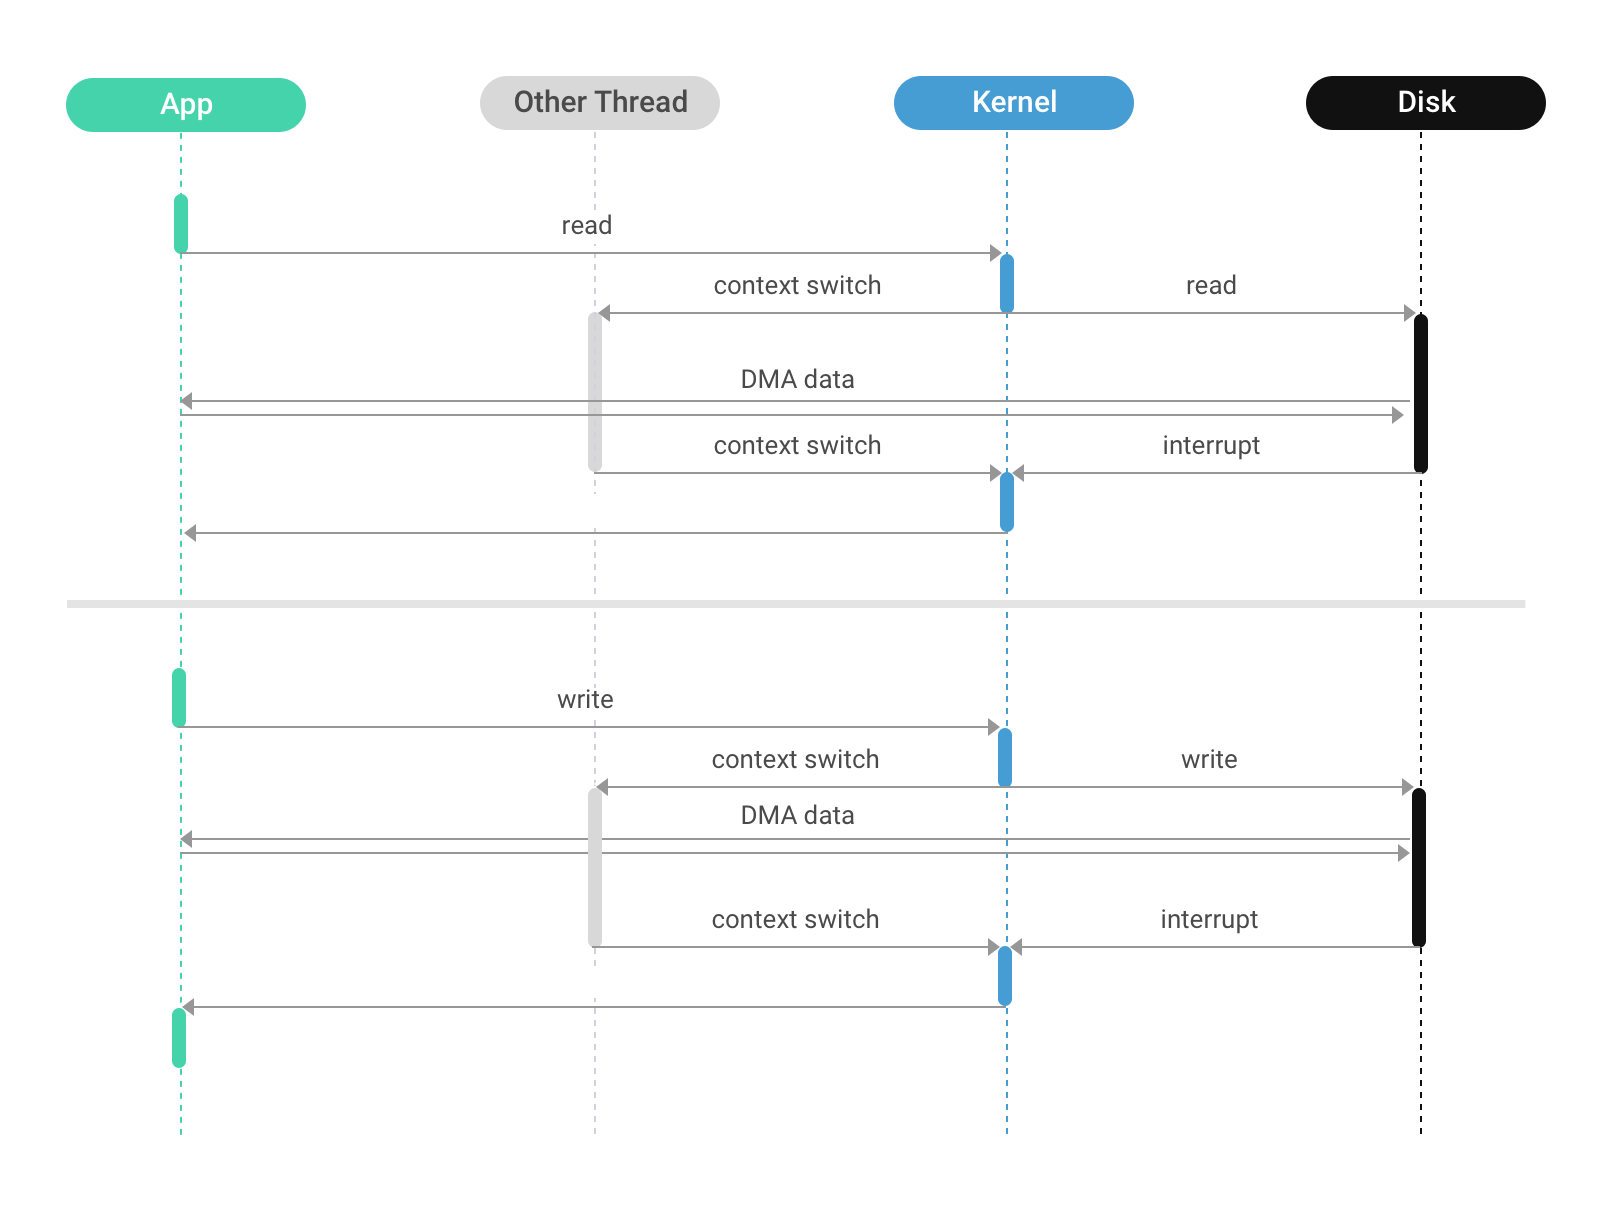 App
Other Thread
Kernel
Disk
read
context switch
read
DMA data
context switch
interrupt
write
context switch
write
DMA data
context switch
interrupt